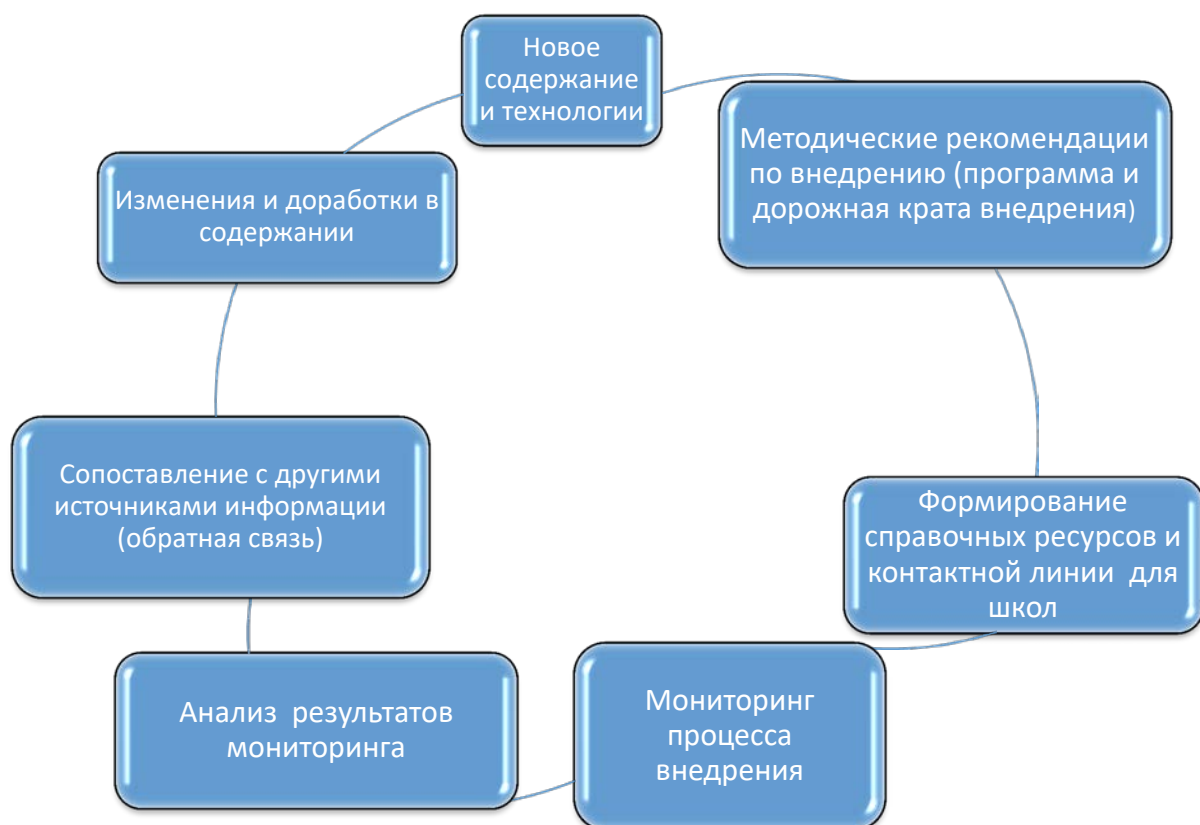 Новое
содержание
и технологии
Методические рекомендации
по внедрению (программа и
дорожная крата внедрения)
Формирование
справочных ресурсов и
контактной линии для
школ
Мониторинг
процесса
внедрения
Анализ результатов
мониторинга
Сопоставление с другими
источниками информации
(обратная связь)
Изменения и доработки в
содержании